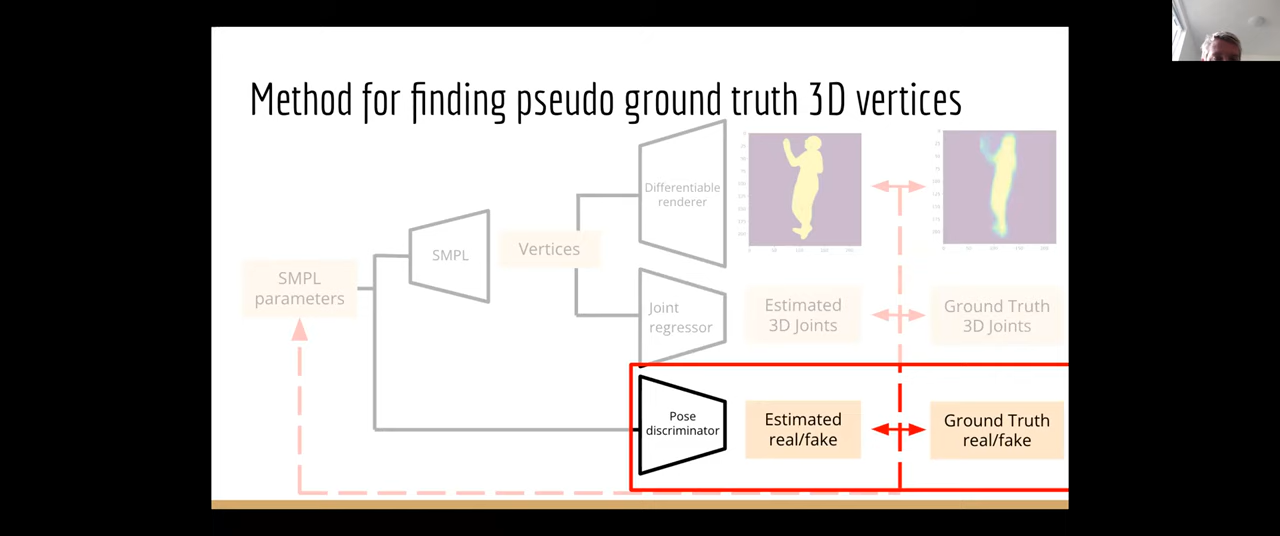 Method for finding pseudo ground truth 3D vertices
Differentiable
renderer
SMPL
Vertices
SMPL
parameters
Joint
regressor
Estimated
3D Joints
Ground Truth
3D Joints
Pose
discriminator
Estimated
real/fake
Ground Truth
real/fake